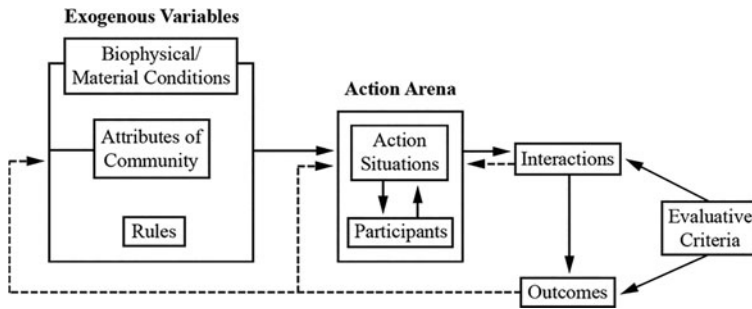 Exogenous Variables
Biophysical/
Material Conditions
Attributes of
Community
Rules
Action Arena
Action
Situations
Participants
Interactions
Evaluative
Criteria
Outcomes